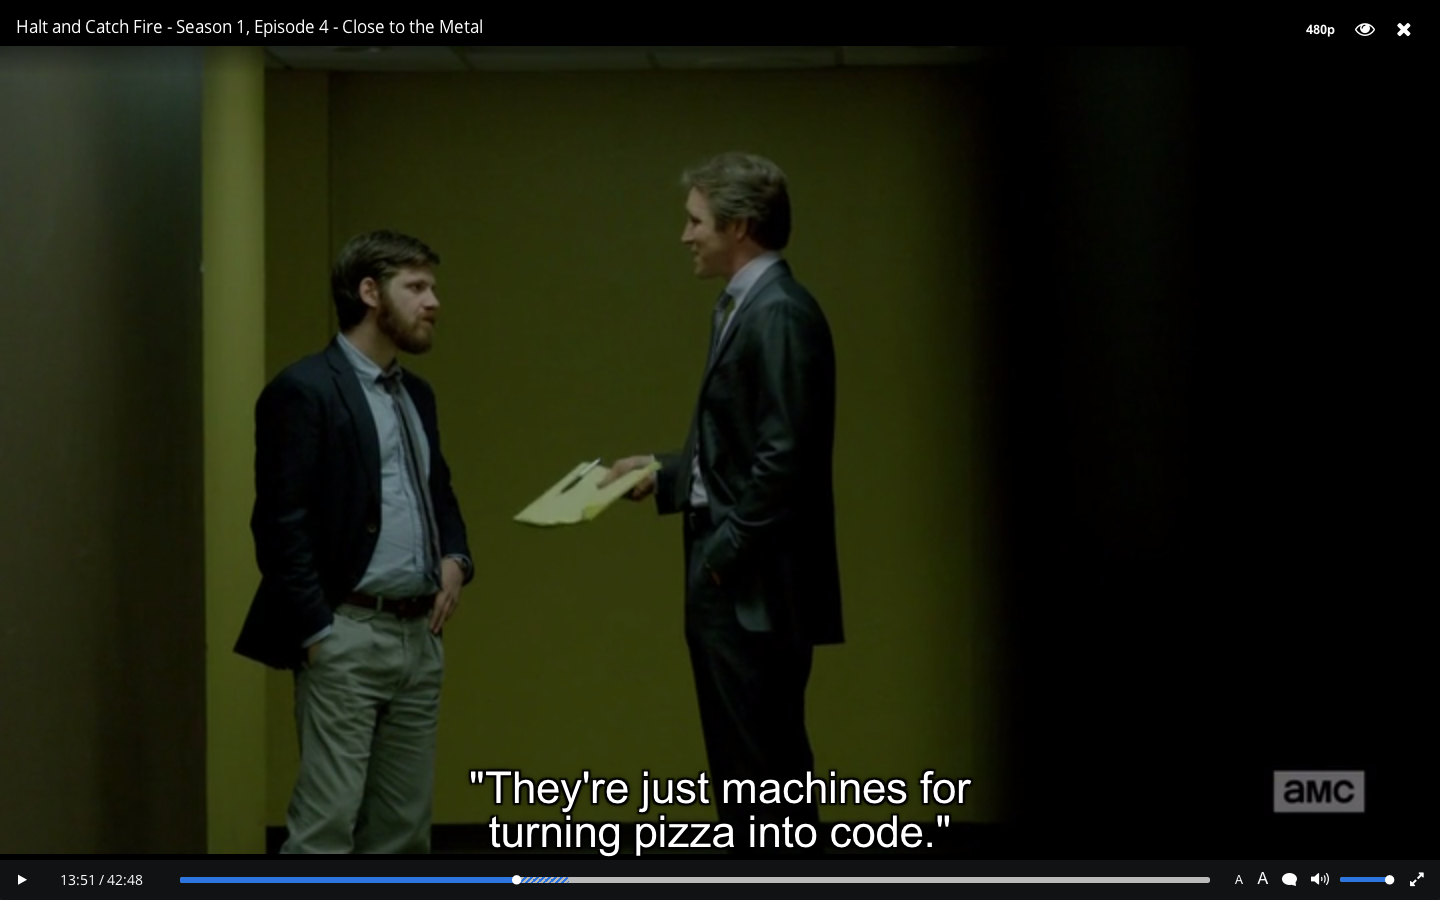 Halt and Catch Fire - Season 1, Episode 4 - Close to the Metal
480p
"They're just machines for
turning pizza into code."
amc
13:51 / 42:48
A A